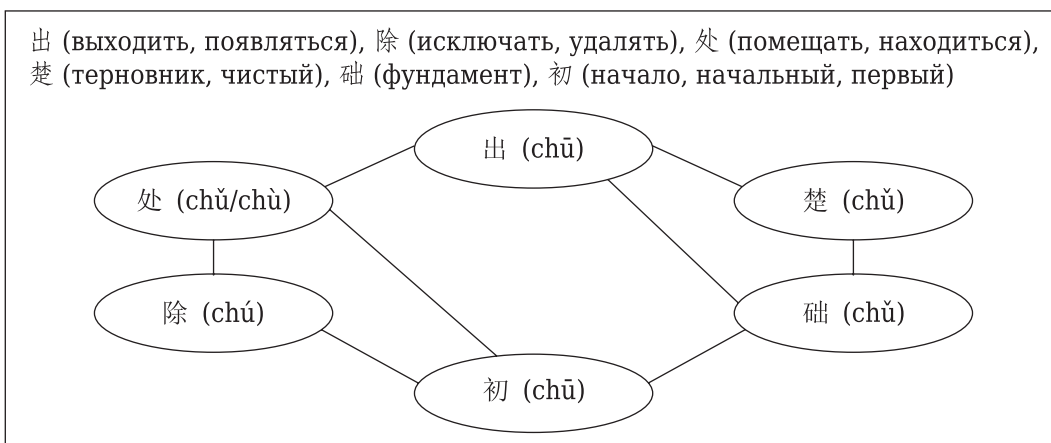 出 (выходить, появляться), 除 (исключать, удалять), 处 (помещать, находиться),
楚 (терновник, чистый), 础 (фундамент), 初 (начало, начальный, первый)
出 (chū)
处 (chǔ/chù)
楚 (chǔ)
除 (chú)
础 (chǔ)
初 (chū)